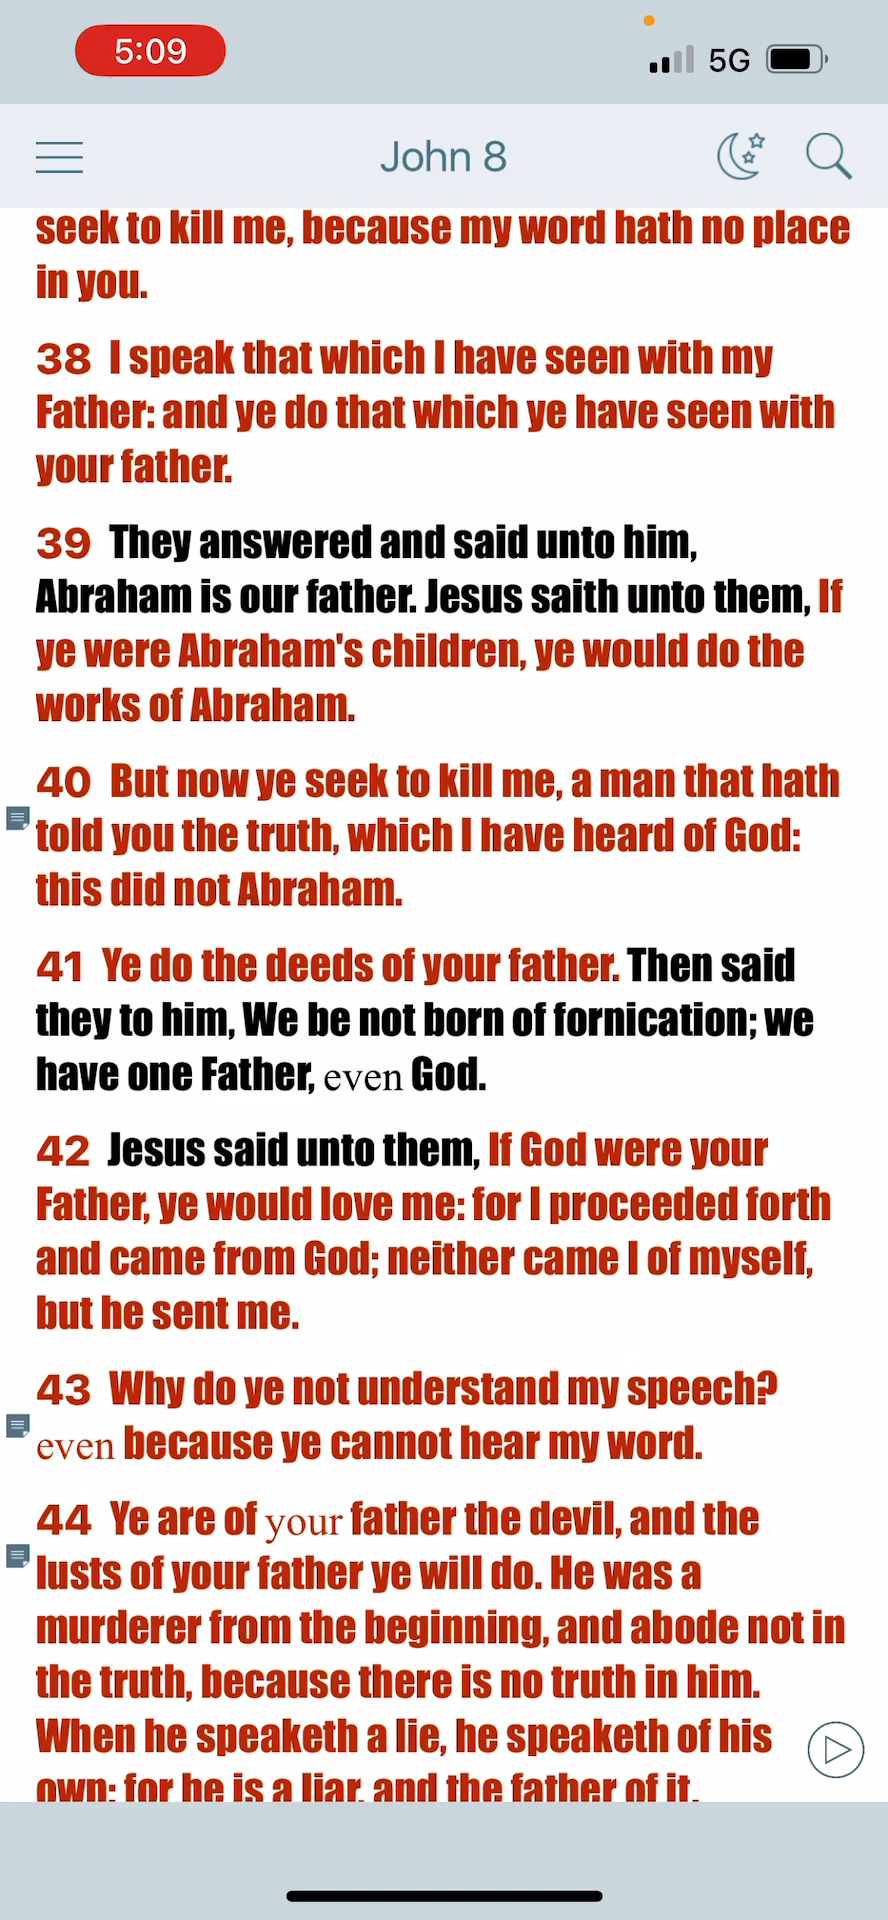 5:09
5G
John 8
seek to kill me, because my word hath no place
in you.
38 I speak that which I have seen with my
Father: and ye do that which ye have seen with
your father.
39 They answered and said unto him,
Abraham is our father. Jesus saith unto them, If
ye were Abraham's children, ye would do the
works of Abraham.
40 But now ye seek to kill me, a man that hath
told you the truth, which I have heard of God:
this did not Abraham.
41 Ye do the deeds of your father. Then said
they to him, We be not born of fornication; we
have one Father, even God.
42 Jesus said unto them, If God were your
Father, ye would love me: for I proceeded forth
and came from God; neither came I of myself,
but he sent me.
43 Why do ye not understand my speech?
even because ye cannot hear my word.
44 Ye are of your father the devil, and the
lusts of your father ye will do. He was a
murderer from the beginning, and abode not in
the truth, because there is no truth in him.
When he speaketh a lie, he speaketh of his
own: for he is a liar, and the father of it.